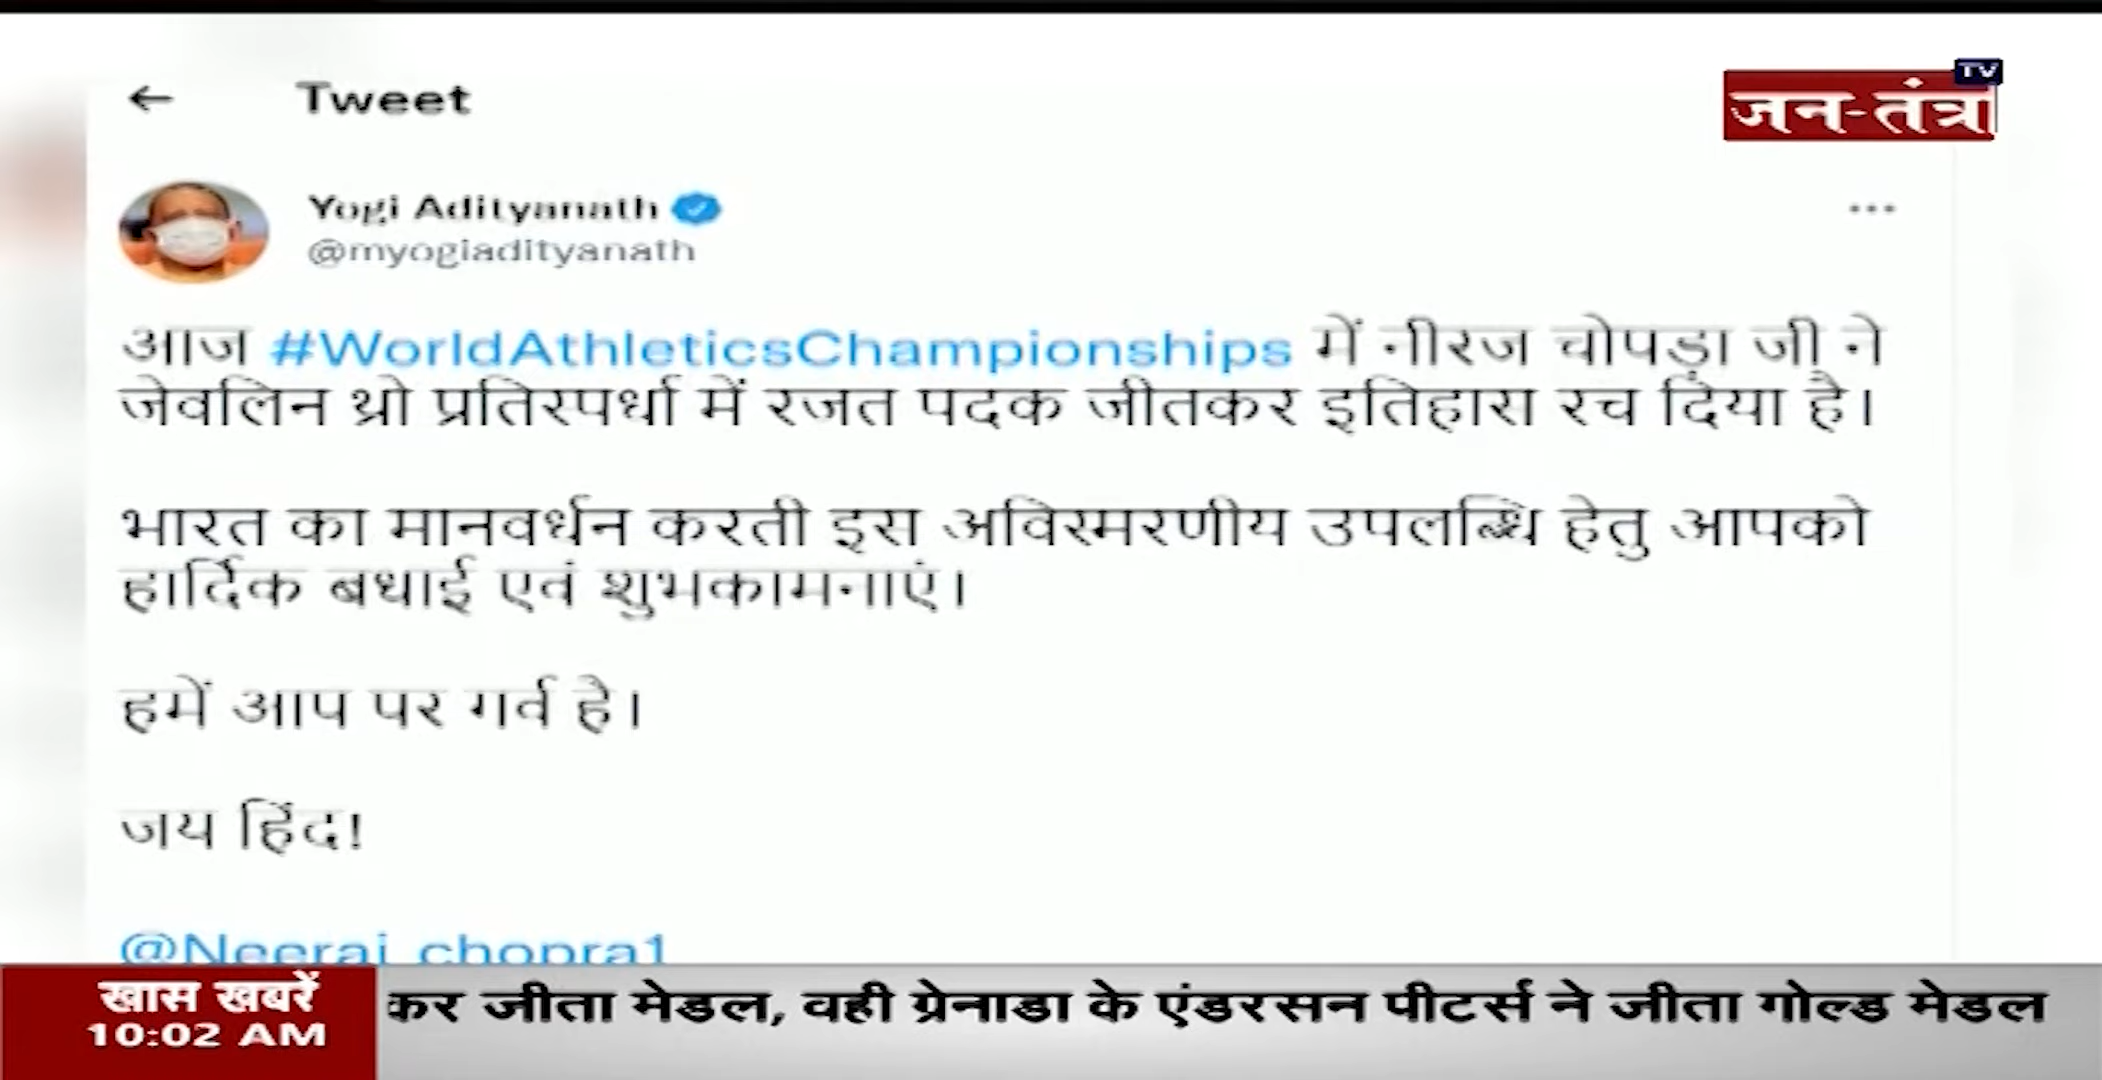 ← Tweet
TV
जन-तंत्र
Yogi Adityanath
@myogiadityanath
आज #WorldAthleticsChampionships में नीरज चोपड़ा जी ने
जेवलिन थ्रो प्रतिस्पर्धा में रजत पदक जीतकर इतिहास रच दिया है।
भारत का मानवर्धन करती इस अविस्मरणीय उपलब्धि हेतु आपको
हार्दिक बधाई एवं शुभकामनाएं।
हमें आप पर गर्व है।
जय हिंद!
@Neeraj_chopra1
खास खबरें
10:02 AM
कर जीता मेडल, वही ग्रेनाडा के एंडरसन पीटर्स ने जीता गोल्ड मेडल